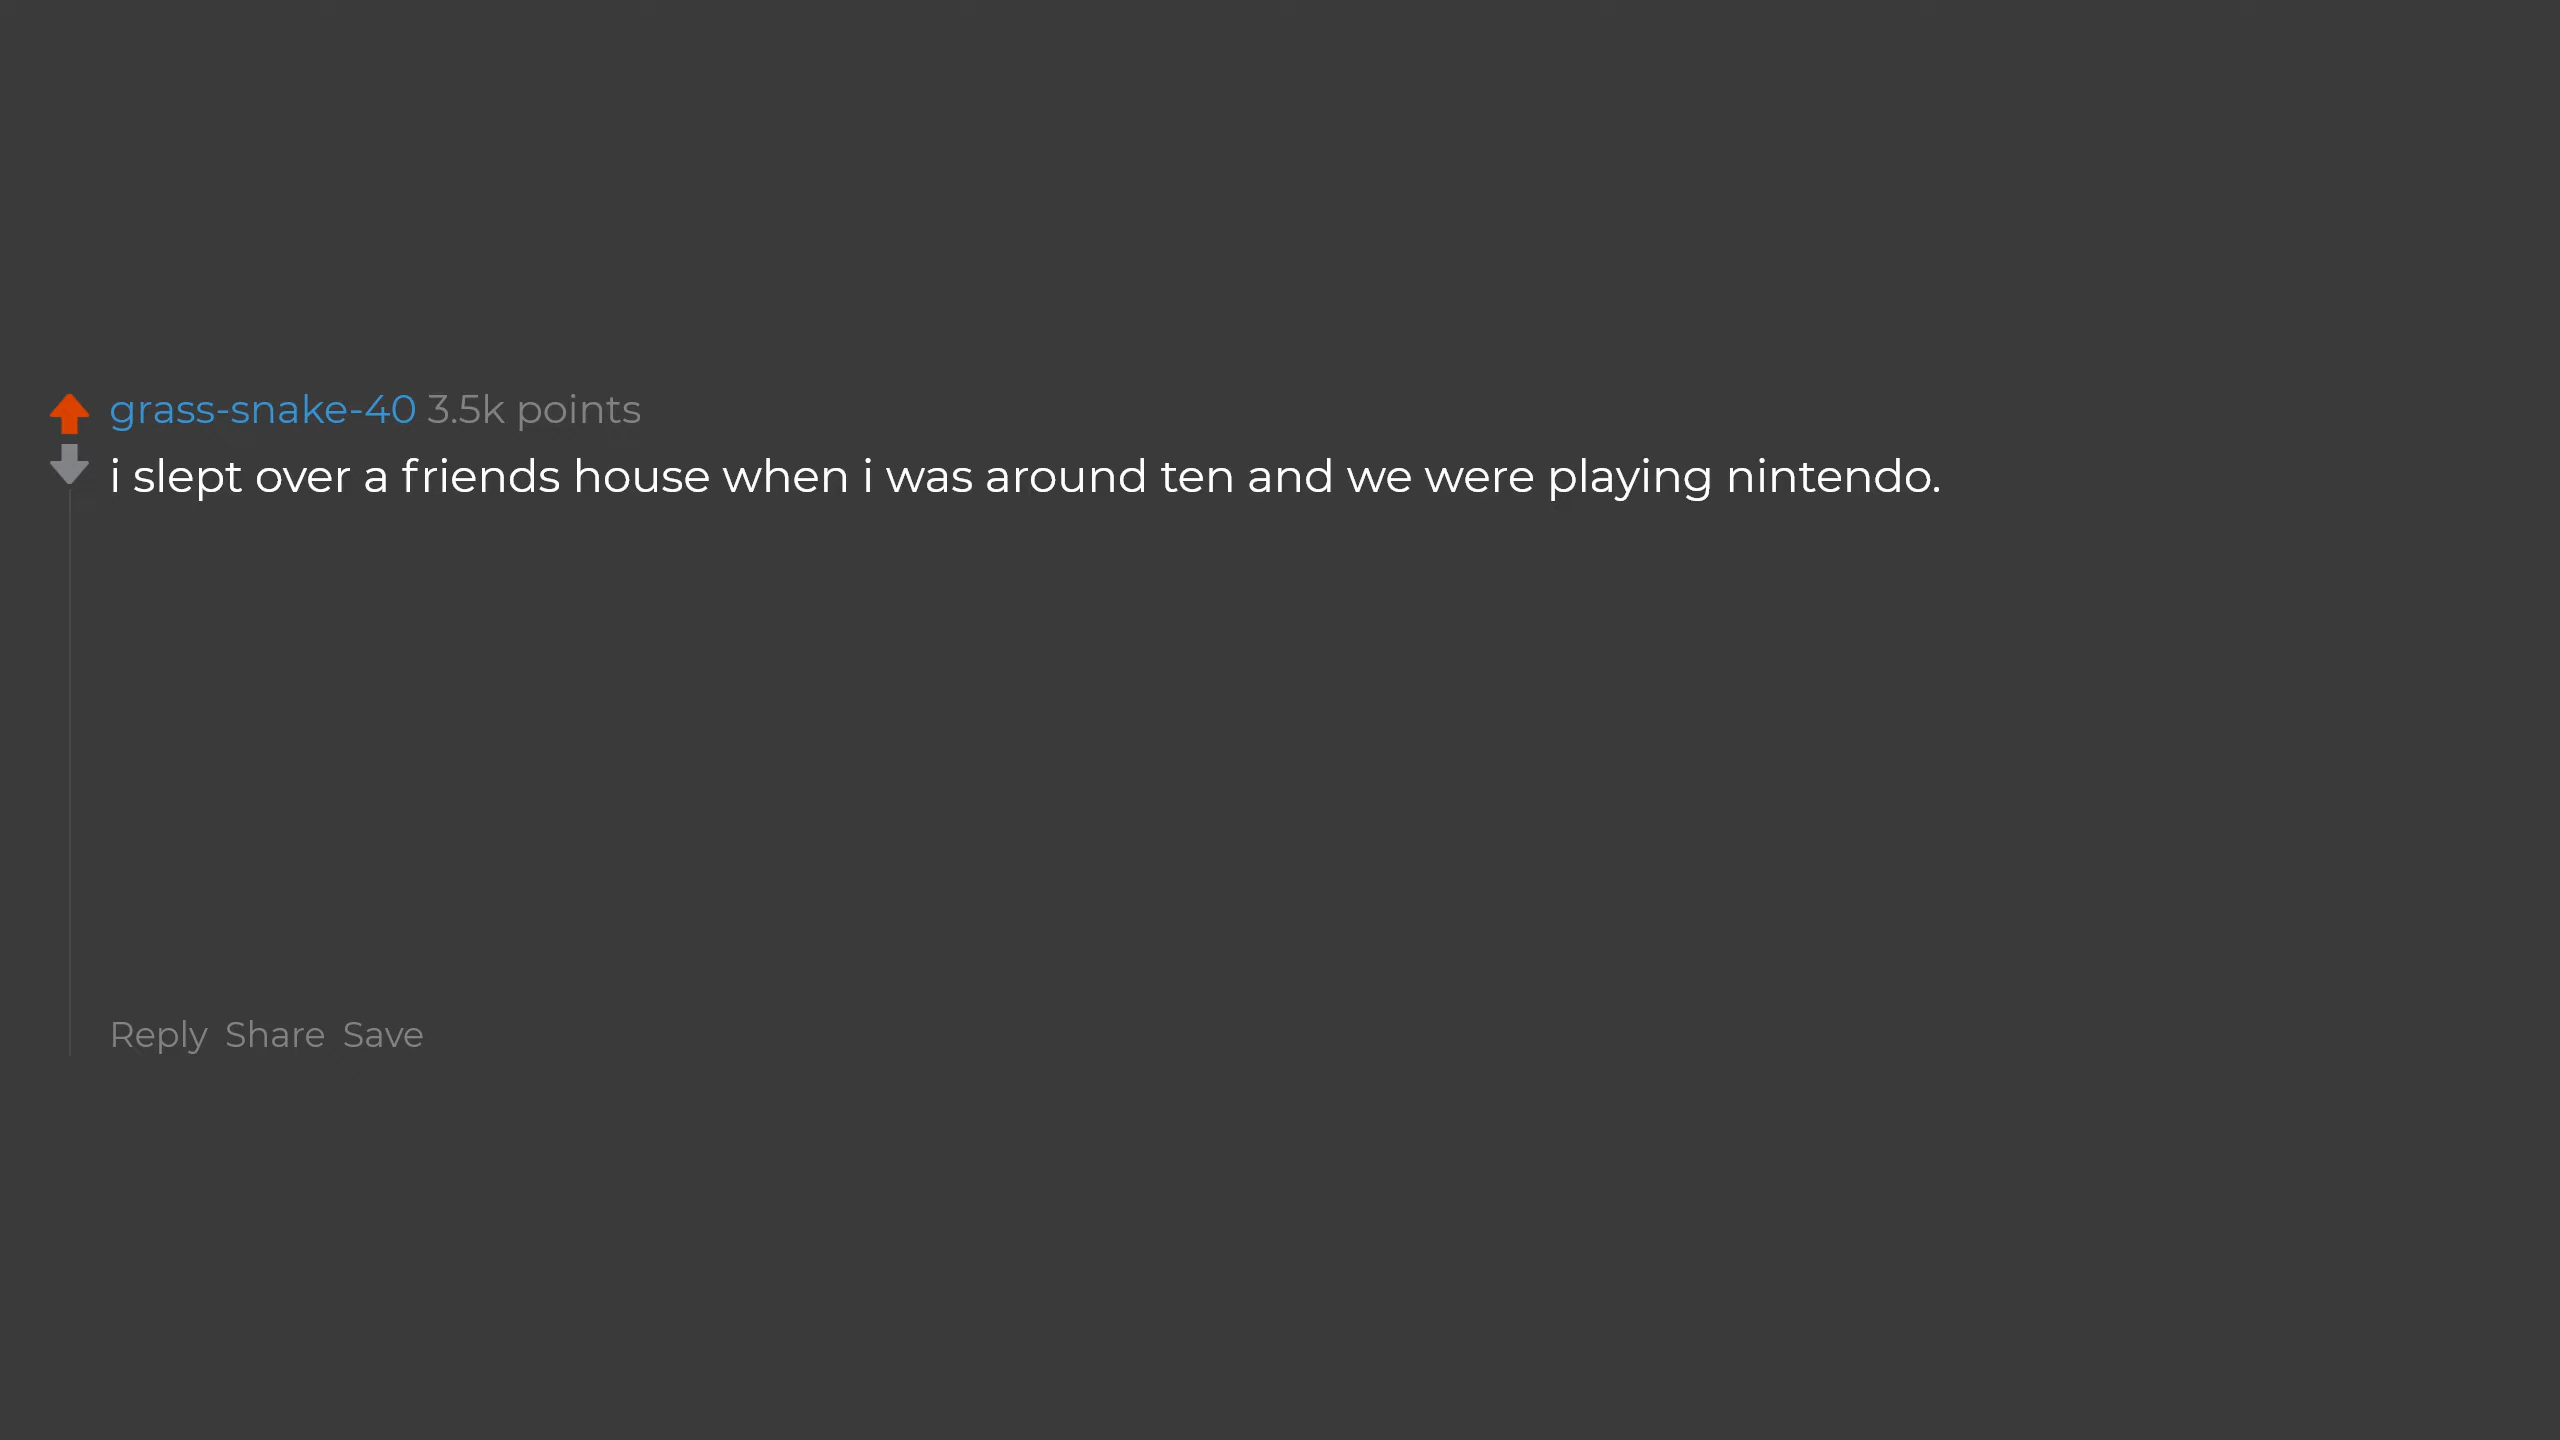 grass-snake-40 3.5k points
i slept over a friends house when i was around ten and we were playing nintendo.
Reply Share Save